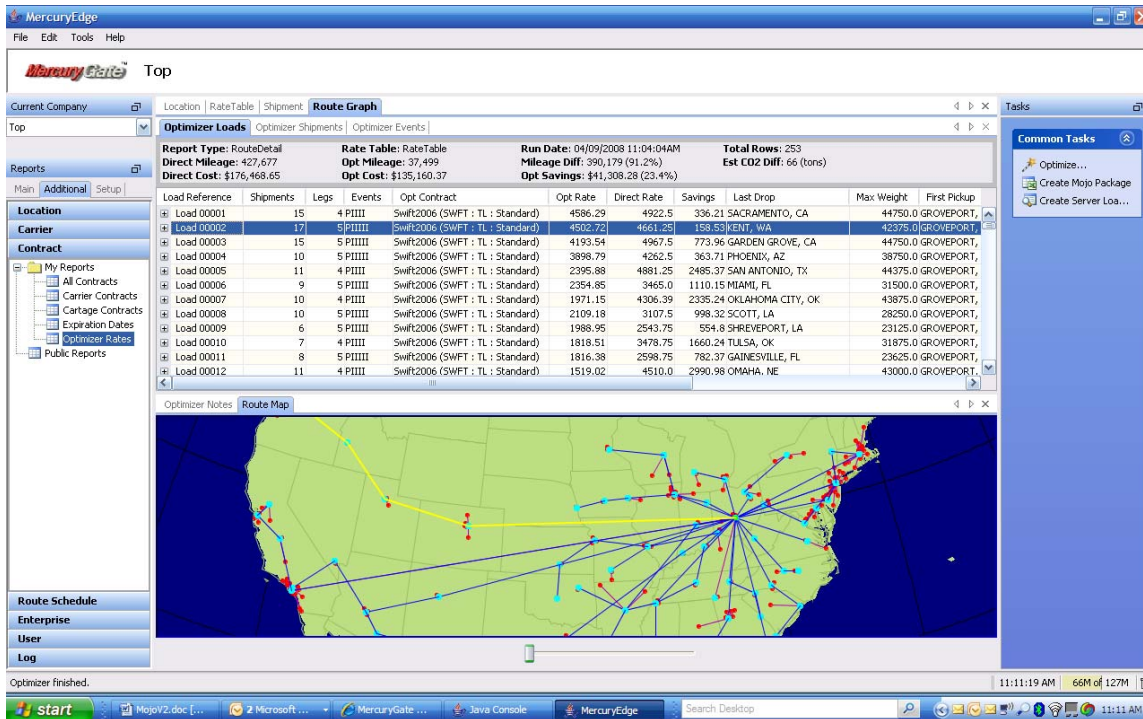 MercuryEdge
File Edit Tools Help
Mercury Gate™ Top
Current Company
Top
Reports
Main Additional Setup
Location
Carrier
Contract
My Reports
All Contracts
Carrier Contracts
Cartage Contracts
Expiration Dates
Optimizer Rates
Public Reports
Route Schedule
Enterprise
User
Log
Location RateTable Shipment Route Graph
Optimizer Loads Optimizer Shipments Optimizer Events
Report Type: RouteDetail Rate Table: RateTable Run Date: 04/09/2008 11:04:04AM Total Rows: 253
Direct Mileage: 427,677 Opt Mileage: 37,499 Mileage Diff: 390,179 (91.2%) Est CO2 Diff: 66 (tons)
Direct Cost: $176,468.65 Opt Cost: $135,160.37 Opt Savings: $41,308.28 (23.4%)
Load Reference Shipments Legs Events Opt Contract Opt Rate Direct Rate Savings Last Drop Max Weight First Pickup
Load 00001 15 4 PIIII Swift2006 (SWFT : TL : Standard) 4586.29 4922.5 336.21 SACRAMENTO, CA 44750.0 GROVEPORT,
Load 00002 17 5 PIIIII Swift2006 (SWFT : TL : Standard) 4502.72 4661.25 158.53 KENT, WA 42375.0 GROVEPORT,
Load 00003 15 5 PIIIII Swift2006 (SWFT : TL : Standard) 4193.54 4967.5 773.96 GARDEN GROVE, CA 44750.0 GROVEPORT,
Load 00004 10 5 PIIIII Swift2006 (SWFT : TL : Standard) 3898.79 4262.5 363.71 PHOENIX, AZ 38750.0 GROVEPORT,
Load 00005 11 4 PIIII Swift2006 (SWFT : TL : Standard) 2395.88 4881.25 2485.37 SAN ANTONIO, TX 44375.0 GROVEPORT,
Load 00006 9 5 PIIIII Swift2006 (SWFT : TL : Standard) 2354.85 3465.0 1110.15 MIAMI, FL 31500.0 GROVEPORT,
Load 00007 10 4 PIIII Swift2006 (SWFT : TL : Standard) 1971.15 4306.39 2335.24 OKLAHOMA CITY, OK 43875.0 GROVEPORT,
Load 00008 10 5 PIIIII Swift2006 (SWFT : TL : Standard) 2109.18 3107.5 998.32 SCOTT, LA 28250.0 GROVEPORT,
Load 00009 6 5 PIIIII Swift2006 (SWFT : TL : Standard) 1988.95 2543.75 554.8 SHREVEPORT, LA 23125.0 GROVEPORT,
Load 00010 7 4 PIIII Swift2006 (SWFT : TL : Standard) 1818.51 3478.75 1660.24 TULSA, OK 31875.0 GROVEPORT,
Load 00011 8 5 PIIIII Swift2006 (SWFT : TL : Standard) 1816.38 2598.75 782.37 GAINESVILLE, FL 23625.0 GROVEPORT,
Load 00012 11 4 PIIII Swift2006 (SWFT : TL : Standard) 1519.02 4510.0 2990.98 OMAHA, NE 43000.0 GROVEPORT,
Optimizer Notes Route Map
Tasks
Common Tasks
Optimize...
Create Mojo Package
Create Server Loa...
Optimizer finished. 11:11:19 AM 66M of 127M
start MojoV2.doc [... 2 Microsoft ... MercuryGate ... Java Console MercuryEdge Search Desktop 11:11 AM